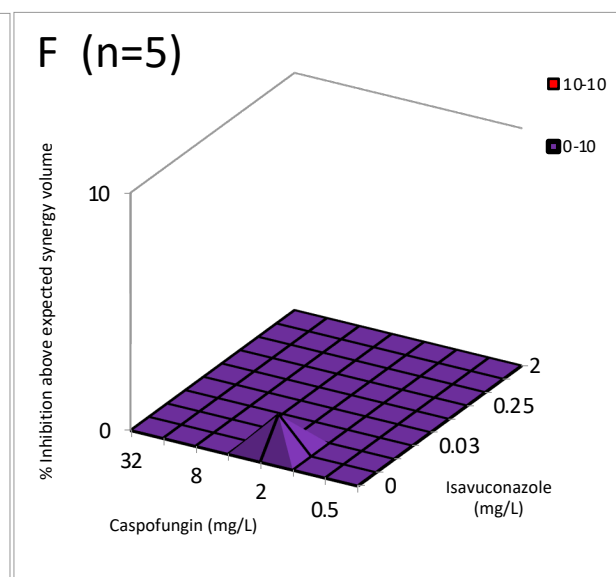 F (n=5)
10-10
0-10
% Inhibition above expected synergy volume
10
0
32
8
2
0.5
Caspofungin (mg/L)
0
0.03
0.25
2
Isavuconazole
(mg/L)